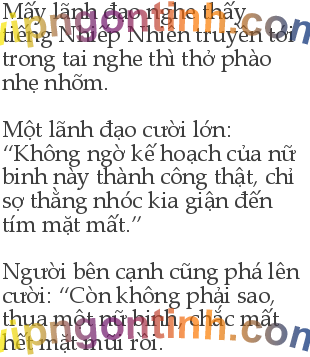 Mấy lãnh đạo nghe thấy
tiếng Nhiếp Nhiên truyền tới
trong tai nghe thì thở phào
nhẹ nhõm.
Một lãnh đạo cười lớn:
“Không ngờ kế hoạch của nữ
binh này thành công thật, chỉ
sợ thằng nhóc kia giận đến
tím mặt mất.”
Người bên cạnh cũng phá lên
cười: “Còn không phải sao,
thua một nữ binh, chắc mất
hết mặt mũi rồi.